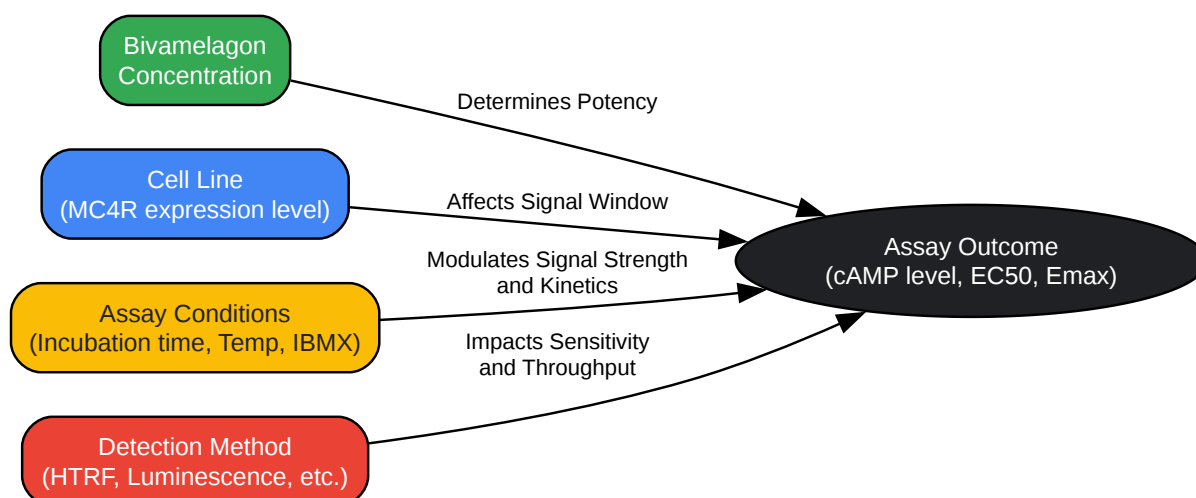 Bivamelagon
Concentration
Determines Potency
Cell Line
(MC4R expression level)
Affects Signal Window
Assay Conditions
(Incubation time, Temp, IBMX)
Modulates Signal Strength
and Kinetics
Detection Method
(HTRF, Luminescence, etc.)
Impacts Sensitivity
and Throughput
Assay Outcome
(cAMP level, EC50, Emax)